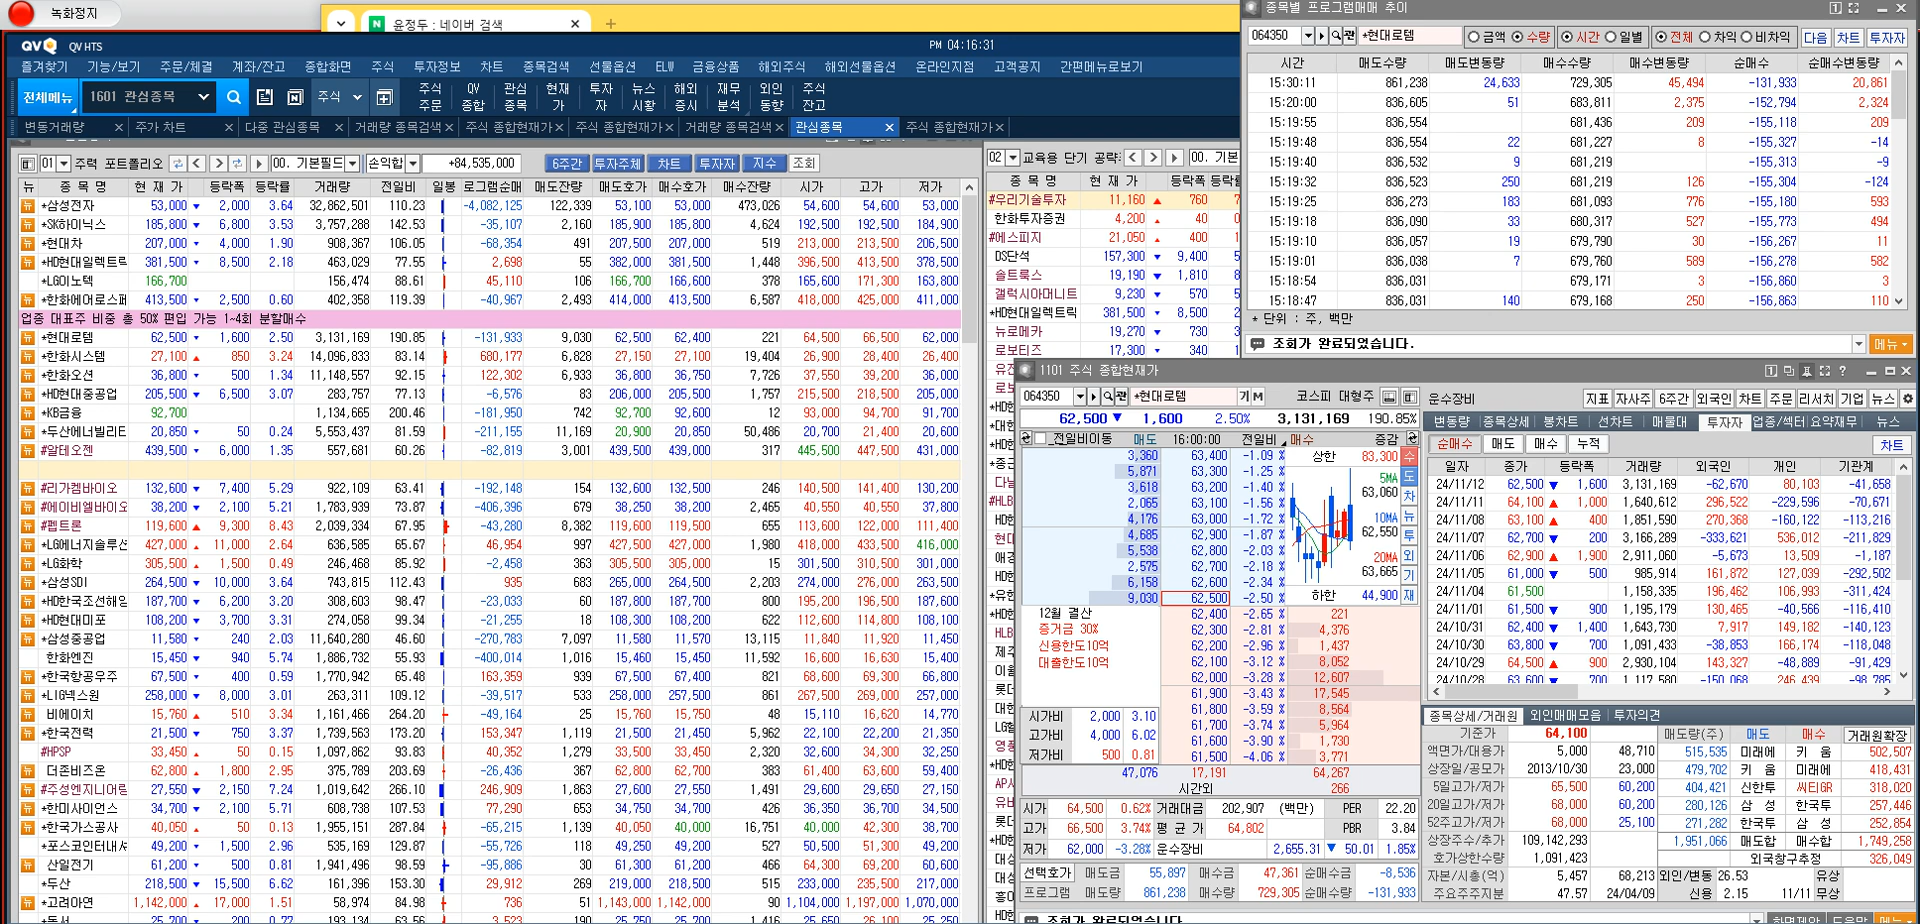 녹화정지
윤정두 : 네이버 검색
QV QV HTS
PM 04:16:31
즐겨찾기 기능/보기 주문/체결 계좌/잔고 종합화면 주식 투자정보 차트 종목검색 선물옵션 ELW 금융상품 해외주식 해외선물옵션 온라인지점 고객공지 간편메뉴로보기
전체메뉴 1601 관심종목 주식
주식주문 QV종합 관심종목 현재가 투자자 뉴스시황 해외증시 재무분석 외인동향 주식잔고
변동거래량 주가 차트 다중 관심종목 거래량 종목검색 주식 종합현재가 주식 종합현재가 거래량 종목검색 관심종목 주식 종합현재가
01 주력 포트폴리오 00. 기본필드 손익합 +84,535,000 6주간 투자주체 차트 투자자 지수 조회
뉴 종 목 명 현 재 가 등락폭 등락률 거래량 전일비 일봉 로그램순매 매도잔량 매도호가 매수호가 매수잔량 시가 고가 저가
*삼성전자 53,000 ▼ 2,000 3.64 32,862,501 110.23 -4,082,125 122,339 53,100 53,000 473,026 54,600 54,600 53,000
*SK하이닉스 185,800 ▼ 6,800 3.53 3,757,288 142.53 -35,107 2,160 185,900 185,800 4,624 192,500 192,500 184,900
*현대차 207,000 ▼ 4,000 1.90 908,367 106.05 -68,354 491 207,500 207,000 519 213,000 213,500 206,500
*HD현대일렉트릭 381,500 ▼ 8,500 2.18 463,029 77.55 2,698 55 382,000 381,500 1,448 396,500 413,500 378,500
*LG이노텍 166,700 156,474 88.61 45,110 106 166,700 166,600 378 165,600 171,300 163,800
*한화에어로스페 413,500 ▼ 2,500 0.60 402,358 119.39 -40,967 2,493 414,000 413,500 6,587 418,000 425,000 411,000
업종 대표주 비중 총 50% 편입 가능 1~4회 분할매수
*현대로템 62,500 ▼ 1,600 2.50 3,131,169 190.85 -131,933 9,030 62,500 62,400 221 64,500 66,500 62,000
*한화시스템 27,100 ▲ 850 3.24 14,096,833 83.14 680,177 6,828 27,150 27,100 19,404 26,900 28,400 26,400
*한화오션 36,800 ▼ 500 1.34 11,148,557 92.15 122,302 6,933 36,800 36,750 7,726 37,550 39,200 36,000
*HD현대중공업 205,500 ▼ 6,500 3.07 283,757 77.13 -6,576 83 206,000 205,500 1,757 215,500 218,500 205,000
*KB금융 92,700 1,134,665 200.46 -181,950 742 92,700 92,600 12 93,000 94,700 91,700
*두산에너빌리티 20,850 ▼ 50 0.24 5,553,437 81.59 -211,155 11,169 20,900 20,850 50,486 20,700 21,400 20,600
#알테오젠 439,500 ▼ 6,000 1.35 557,681 60.26 -82,819 3,001 439,500 439,000 317 445,500 447,500 431,000
#리가켐바이오 132,600 ▼ 7,400 5.29 922,109 63.41 -192,148 154 132,600 132,500 246 140,500 141,400 130,200
#에이비엘바이오 38,200 ▼ 2,100 5.21 1,783,939 73.87 -406,396 679 38,250 38,200 2,465 40,550 40,550 37,800
#펩트론 119,600 ▲ 9,300 8.43 2,039,334 67.95 -43,280 8,382 119,600 119,500 655 113,600 122,000 111,400
*LG에너지솔루션 427,000 ▲ 11,000 2.64 636,585 65.67 46,954 997 427,500 427,000 1,980 418,000 433,500 416,000
*LG화학 305,500 ▲ 1,500 0.49 246,468 85.92 -2,458 363 305,500 305,000 15 301,500 310,500 301,000
*삼성SDI 264,500 ▼ 10,000 3.64 743,815 112.43 935 683 265,000 264,500 2,203 274,000 276,000 263,500
*HD한국조선해양 187,700 ▼ 6,200 3.20 308,603 98.47 -23,033 60 187,800 187,700 800 195,200 196,500 187,500
*HD현대미포 108,200 ▼ 3,700 3.31 274,058 99.34 -21,255 18 108,300 108,200 622 112,600 114,800 108,100
*삼성중공업 11,580 ▼ 240 2.03 11,640,280 46.60 -270,783 7,097 11,580 11,570 13,115 11,840 11,920 11,450
한화엔진 15,450 ▼ 940 5.74 1,886,732 55.93 -400,014 1,016 15,460 15,450 11,592 16,600 16,630 15,400
*한국항공우주 67,500 ▼ 400 0.59 1,770,942 65.48 163,359 939 67,500 67,400 821 68,600 69,300 66,800
*LIG넥스원 258,000 ▼ 8,000 3.01 263,311 109.12 -39,517 533 258,000 257,500 861 267,500 269,000 257,000
비에이치 15,760 ▲ 510 3.34 1,161,466 264.20 -49,164 25 15,760 15,750 48 15,110 16,620 14,770
*한국전력 21,500 ▼ 750 3.37 1,739,563 173.20 153,347 1,119 21,500 21,450 5,962 22,100 22,200 21,400
#HPSP 33,450 ▲ 50 0.15 1,097,862 93.83 40,352 1,279 33,500 33,450 2,320 32,600 34,300 32,250
더존비즈온 62,800 ▲ 1,800 2.95 375,789 203.69 -26,436 367 62,800 62,700 383 61,400 63,600 59,400
#주성엔지니어링 27,550 ▼ 2,150 7.24 1,019,642 266.10 246,909 1,863 27,600 27,550 1,491 29,600 29,650 27,150
*한미사이언스 34,700 ▼ 2,100 5.71 608,738 107.53 77,290 653 34,750 34,700 426 36,350 36,700 34,500
*한국가스공사 40,050 ▲ 50 0.13 1,955,151 287.84 -65,215 1,139 40,050 40,000 16,751 40,000 42,300 38,700
*포스코인터내셔 49,200 ▼ 1,500 2.96 535,169 129.87 -55,726 118 49,250 49,200 527 50,500 51,300 49,200
산일전기 61,200 ▼ 500 0.81 1,941,496 98.59 -95,886 30 61,300 61,200 466 64,300 69,200 60,600
*두산 218,500 ▼ 15,500 6.62 161,396 153.30 29,912 269 219,000 218,500 515 233,000 235,500 217,000
*고려아연 1,142,000 ▲ 17,000 1.51 58,974 84.98 736 51 1,143,000 1,142,000 90 1,104,000 1,197,000 1,070,000
02 교육용 단기 공략 00. 기본
종 목 명 현 재 가 등락폭 등락률
#우리기술투자 11,160 ▲ 760
한화투자증권 4,200 ▲ 40
#에스피지 21,050 ▲ 400
DS단석 157,300 ▼ 9,400
솔트룩스 19,190 ▼ 1,810
갤럭시아머니트 9,230 ▼ 570
*HD현대일렉트릭 381,500 ▼ 8,500
뉴로메카 19,270 ▼ 730
로보티즈 17,300 ▼ 340
종목별 프로그램매매 추이
064350 *현대로템 금액 수량 시간 일별 전체 차익 비차익 다음 차트 투자자
시간 매도수량 매도변동량 매수수량 매수변동량 순매수 순매수변동량
15:30:11 861,238 24,633 729,305 45,494 -131,933 20,861
15:20:00 836,605 51 683,811 2,375 -152,794 2,324
15:19:55 836,554 681,436 209 -155,118 209
15:19:48 836,554 22 681,227 8 -155,327 -14
15:19:40 836,532 9 681,219 -155,313 -9
15:19:32 836,523 250 681,219 126 -155,304 -124
15:19:25 836,273 183 681,093 776 -155,180 593
15:19:18 836,090 33 680,317 527 -155,773 494
15:19:10 836,057 19 679,790 30 -156,267 11
15:19:01 836,038 7 679,760 589 -156,278 582
15:18:54 836,031 679,171 3 -156,860 3
15:18:47 836,031 140 679,168 250 -156,863 110
* 단위 : 주, 백만
조회가 완료되었습니다. 메뉴
1101 주식 종합현재가
064350 *현대로템 기 M 코스피 대형주 운수장비 지표 자사주 6주간 외국인 차트 주문 리서치 기업 뉴스
62,500 ▼ 1,600 2.50% 3,131,169 190.85%
변동량 종목상세 봉차트 선차트 매물대 투자자 업종/섹터 요약재무 뉴스
순매수 매도 매수 누적 차트
전일비이동 매도 16:00:00 전일비 매수 증감
3,360 63,400 -1.09 %
5,871 63,300 -1.25 %
3,618 63,200 -1.40 %
2,065 63,100 -1.56 %
4,176 63,000 -1.72 %
4,685 62,900 -1.87 %
5,538 62,800 -2.03 %
2,575 62,700 -2.18 %
6,158 62,600 -2.34 %
9,030 62,500 -2.50 %
62,400 -2.65 % 221
62,300 -2.81 % 4,376
62,200 -2.96 % 1,437
62,100 -3.12 % 8,052
62,000 -3.28 % 12,607
61,900 -3.43 % 17,545
61,800 -3.59 % 8,564
61,700 -3.74 % 5,964
61,600 -3.90 % 1,730
61,500 -4.06 % 3,771
47,076 17,191 64,267
시간외 266
상한 83,300
5MA 63,060
10MA 62,550
20MA 63,665
하한 44,900
수 도 차 뉴 투 외 기 재
12월 결산
증거금 30%
신용한도10억
대출한도10억
시가비 2,000 3.10
고가비 4,000 6.02
저가비 500 0.81
시가 64,500 0.62% 거래대금 202,907 (백만) PER 22.20
고가 66,500 3.74% 평 균 가 64,802 PBR 3.84
저가 62,000 -3.28% 운수장비 2,655.31 ▼ 50.01 1.85%
선택호가 매도금 55,897 매수금 47,361 순매수금 -8,536
프로그램 매도량 861,238 매수량 729,305 순매수량 -131,933
일자 종가 등락폭 거래량 외국인 개인 기관계
24/11/12 62,500 ▼ 1,600 3,131,169 -62,670 80,103 -41,658
24/11/11 64,100 ▲ 1,000 1,640,612 296,522 -229,596 -70,671
24/11/08 63,100 ▲ 400 1,851,590 270,368 -160,122 -113,216
24/11/07 62,700 ▼ 200 3,166,289 -333,621 536,012 -211,829
24/11/06 62,900 ▲ 1,900 2,911,060 -5,673 13,509 -1,187
24/11/05 61,000 ▼ 500 985,914 161,872 127,039 -292,502
24/11/04 61,500 1,158,335 196,462 106,993 -311,424
24/11/01 61,500 ▼ 900 1,195,179 130,465 -40,566 -116,410
24/10/31 62,400 ▼ 1,400 1,643,730 7,917 149,182 -140,123
24/10/30 63,800 ▼ 700 1,091,433 -38,853 166,174 -118,048
24/10/29 64,500 ▲ 900 2,930,104 143,327 -48,889 -91,429
24/10/28 63,600 ▼ 700 1,117,580 -150,068 246,439 -98,785
종목상세/거래원 외인매매모음 투자의견
기준가 64,100 매도량(주) 매도 매수 거래원확장
액면가/대용가 5,000 48,710 515,535 미래에 키 움 502,507
상장일/공모가 2013/10/30 23,000 479,702 키 움 미래에 418,431
5일고가/저가 65,500 60,200 404,421 신한투 씨티GR 318,020
20일고가/저가 68,000 60,200 280,126 삼 성 한국투 257,446
52주고가/저가 68,000 25,100 271,282 한국투 삼 성 252,854
상장주수/추가 109,142,293 1,951,066 매도합 매수합 1,749,258
호가상한수량 1,091,423 외국창구추정 326,049
자본/시총(억) 5,457 68,213 외인/변동 26.53 유상
주요주주지분 47.57 24/04/09 신용 2.15 11/11 무상
조회가 완료되었습니다.